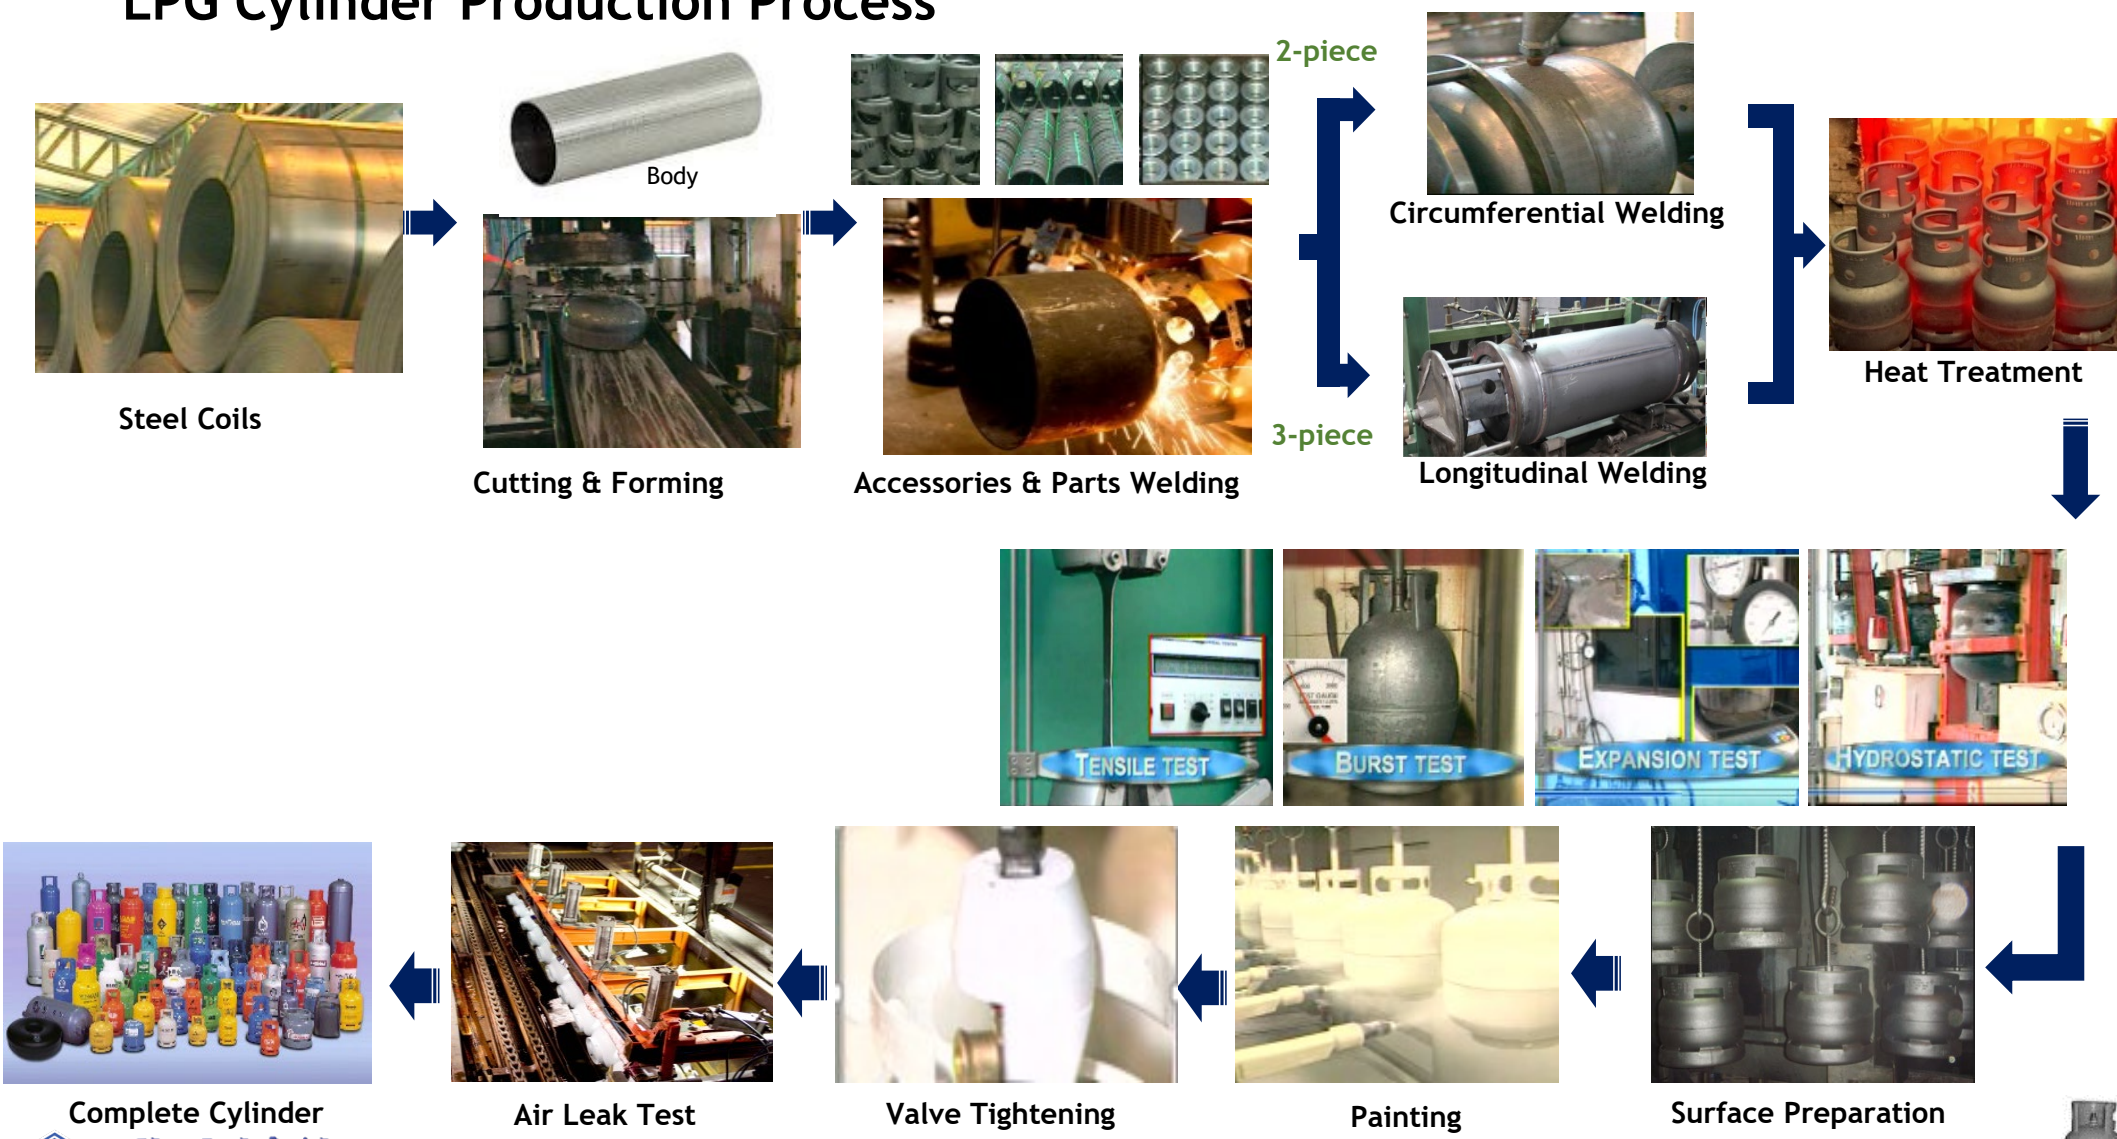 LPG Cylinder Production Process
2-piece
Body
Circumferential Welding
Heat Treatment
Steel Coils
3-piece
Cutting & Forming
Accessories & Parts Welding
Longitudinal Welding
TENSILE TEST
BURST TEST
EXPANSION TEST
HYDROSTATIC TEST
Complete Cylinder
Air Leak Test
Valve Tightening
Painting
Surface Preparation